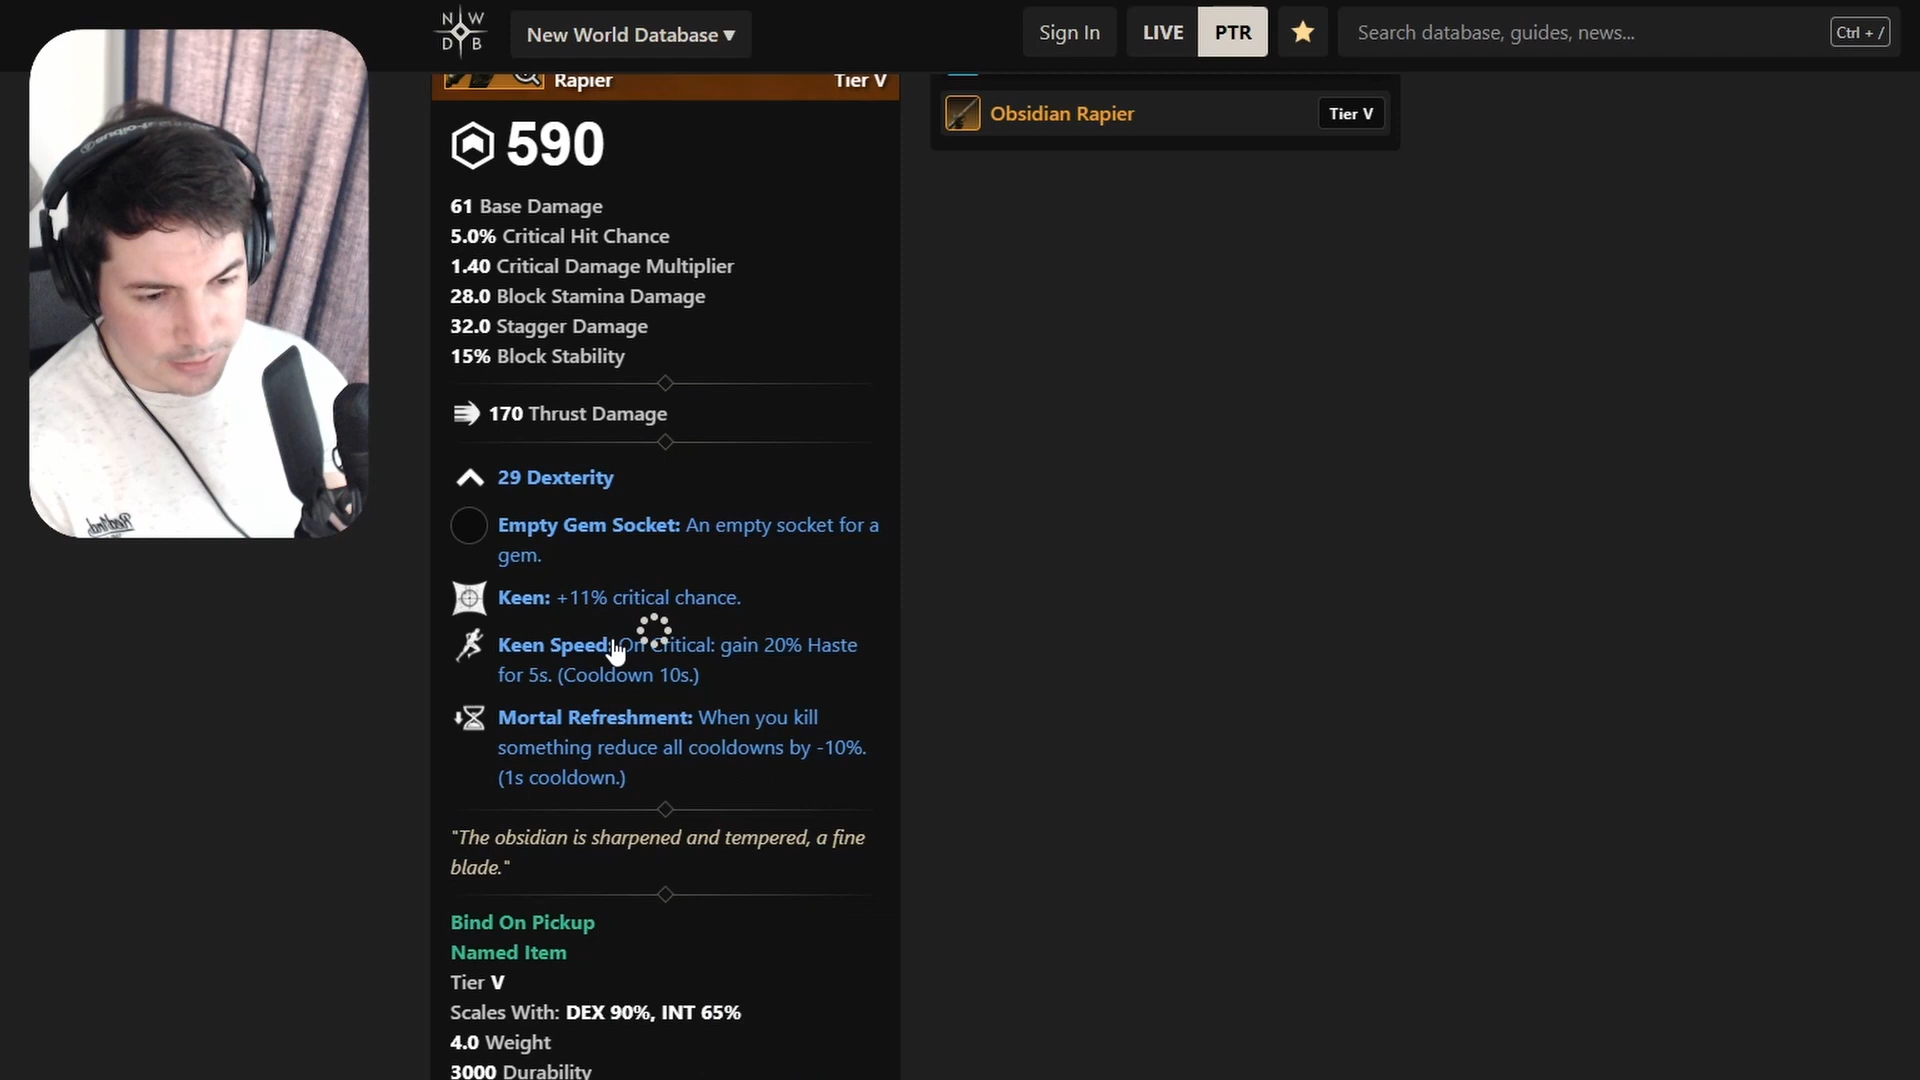 N W
D B
New World Database ▼
Sign In
LIVE
PTR
Search database, guides, news...
Ctrl + /
Rapier
Tier V
590
61 Base Damage
5.0% Critical Hit Chance
1.40 Critical Damage Multiplier
28.0 Block Stamina Damage
32.0 Stagger Damage
15% Block Stability
170 Thrust Damage
29 Dexterity
Empty Gem Socket: An empty socket for a
gem.
Keen: +11% critical chance.
Keen Speed: On Critical: gain 20% Haste
for 5s. (Cooldown 10s.)
Mortal Refreshment: When you kill
something reduce all cooldowns by -10%.
(1s cooldown.)
"The obsidian is sharpened and tempered, a fine
blade."
Bind On Pickup
Named Item
Tier V
Scales With: DEX 90%, INT 65%
4.0 Weight
3000 Durability
Obsidian Rapier
Tier V